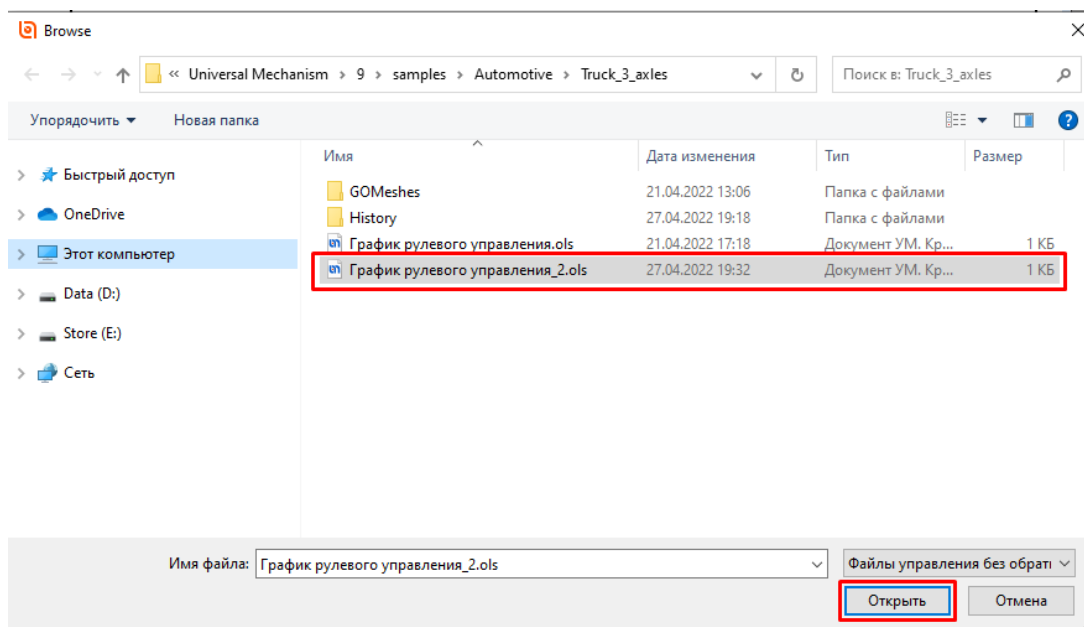 Browse
« Universal Mechanism > 9 > samples > Automotive > Truck_3_axles
Поиск в: Truck_3_axles
Упорядочить
Новая папка
Имя Дата изменения Тип Размер
Быстрый доступ
OneDrive
Этот компьютер
Data (D:)
Store (E:)
Сеть
GOMeshes 21.04.2022 13:06 Папка с файлами
History 27.04.2022 19:18 Папка с файлами
График рулевого управления.ols 21.04.2022 17:18 Документ УМ. Кр... 1 КБ
График рулевого управления_2.ols 27.04.2022 19:32 Документ УМ. Кр... 1 КБ
Имя файла: График рулевого управления_2.ols
Файлы управления без обрати
Открыть Отмена